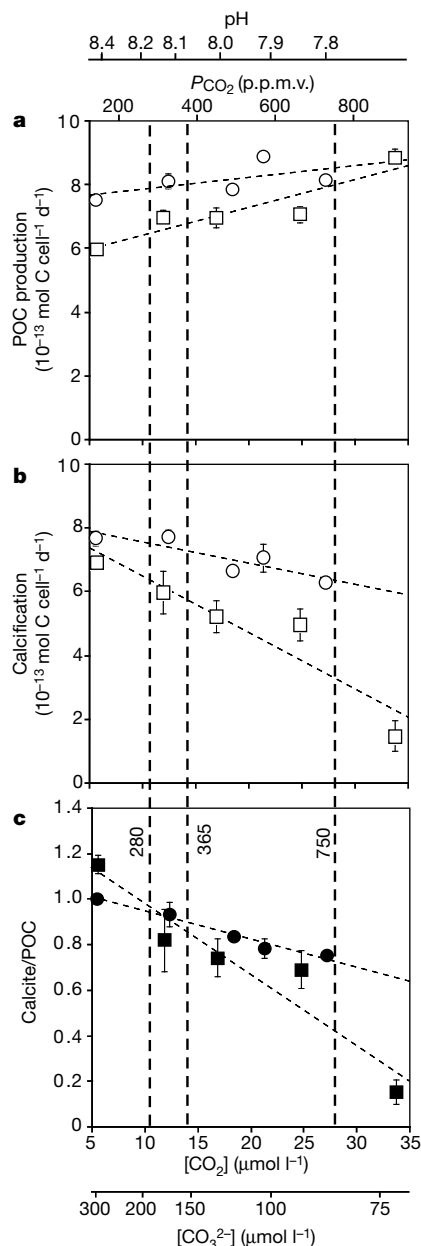 pH
8.4 8.2 8.1 8.0 7.9 7.8
PCO2 (p.p.m.v.)
200 400 600 800
a
10
8
6
4
2
0
POC production
(10–13 mol C cell–1 d–1)
b
10
8
6
4
2
0
Calcification
(10–13 mol C cell–1 d–1)
c
1.4
1.2
1.0
0.8
0.6
0.4
0.2
0
Calcite/POC
280
365
750
5 10 15 20 25 30 35
[CO2] (μmol l–1)
300 200 150 100 75
[CO32–] (μmol l–1)